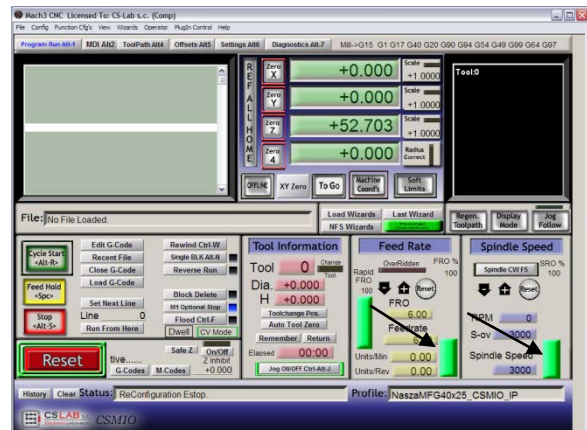 Mach3 CNC Licensed To: CS-Lab s.c. (Comp)
File Config Function Cfg's View Wizards Operator PlugIn Control Help
Program Run Alt-1 MDI Alt2 ToolPath Alt4 Offsets Alt5 Settings Alt6 Diagnostics Alt-7 Mill->G15 G1 G17 G40 G20 G90 G94 G54 G49 G99 G64 G97
REF ALL HOME
Zero X +0.000 Scale +1.0000
Zero Y +0.000 Scale +1.0000
Zero Z +52.703 Scale +1.0000
Zero 4 +0.000 Radius Correct
Tool:0
OFFLINE XY Zero To Go Machine Coord's Soft Limits
File: No File Loaded.
Load Wizards Last Wizard
NFS Wizards
Regen. Toolpath Display Mode Jog Follow
Cycle Start <Alt-R>
Feed Hold <Spc>
Stop <Alt-S>
Edit G-Code
Recent File
Close G-Code
Load G-Code
Set Next Line
Line 0
Run From Here
Rewind Ctrl-W
Single BLK Alt-N
Reverse Run
Block Delete
M1 Optional Stop
Flood Ctrl-F
Dwell CV Mode
Reset
tive......
G-Codes M-Codes
Safe Z On/Off
Z Inhibit
+0.000
Tool Information
Tool 0 Change Tool
Dia. +0.000
H +0.000
Toolchange Pos.
Auto Tool Zero
Remember Return
Elapsed 00:00
Jog ON/OFF Ctrl-Alt-J
Feed Rate
OverRidden FRO %
100
Rapid FRO
100
Reset
FRO
6.00
Feedrate
Units/Min 0.00
Units/Rev 0.00
Spindle Speed
Spindle CW F5
SRO %
100
Reset
RPM 0
S-ov 3000
Spindle Speed
3000
History Clear Status: ReConfiguration Estop.
Profile: NaszaMFG40x25_CSMIO_IP
CSLAB s.c.
CSMIO